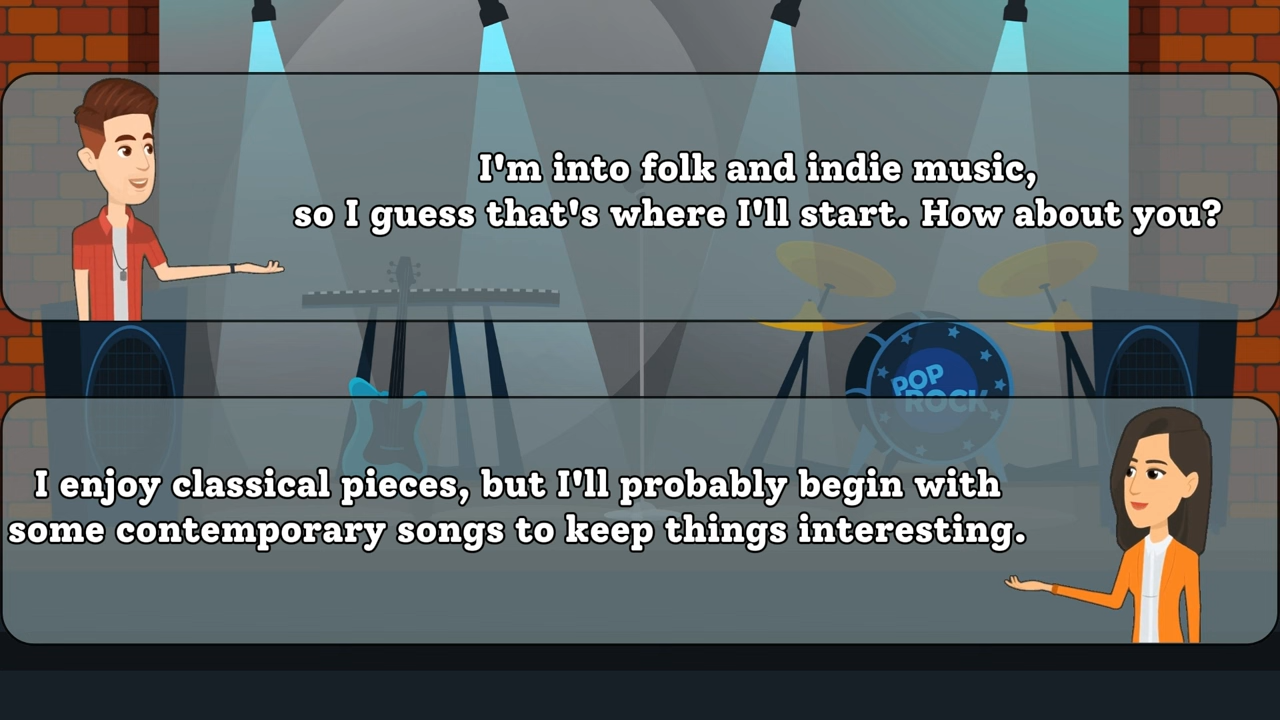 I'm into folk and indie music,
so I guess that's where I'll start. How about you?
POP
ROCK
I enjoy classical pieces, but I'll probably begin with
some contemporary songs to keep things interesting.